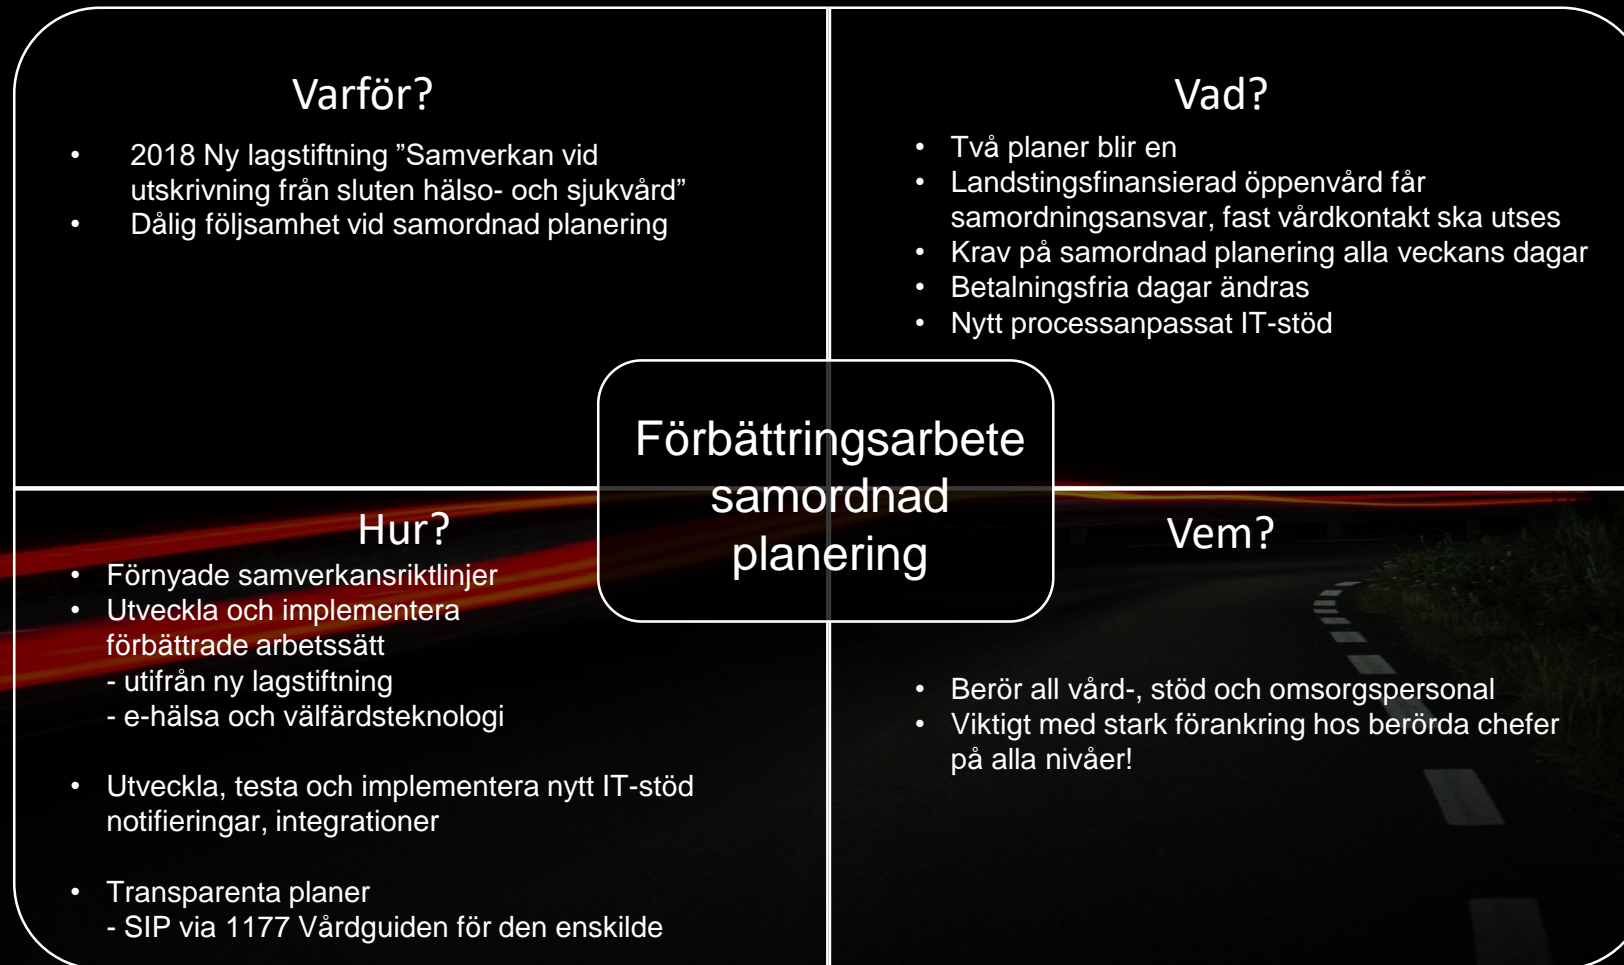 Varför?
• 2018 Ny lagstiftning ”Samverkan vid
utskrivning från sluten hälso- och sjukvård”
• Dålig följsamhet vid samordnad planering
Vad?
• Två planer blir en
• Landstingsfinansierad öppenvård får
samordningsansvar, fast vårdkontakt ska utses
• Krav på samordnad planering alla veckans dagar
• Betalningsfria dagar ändras
• Nytt processanpassat IT-stöd
Förbättringsarbete
samordnad
planering
Hur?
• Förnyade samverkansriktlinjer
• Utveckla och implementera
förbättrade arbetssätt
- utifrån ny lagstiftning
- e-hälsa och välfärdsteknologi
• Utveckla, testa och implementera nytt IT-stöd
notifieringar, integrationer
• Transparenta planer
- SIP via 1177 Vårdguiden för den enskilde
Vem?
• Berör all vård-, stöd och omsorgspersonal
• Viktigt med stark förankring hos berörda chefer
på alla nivåer!